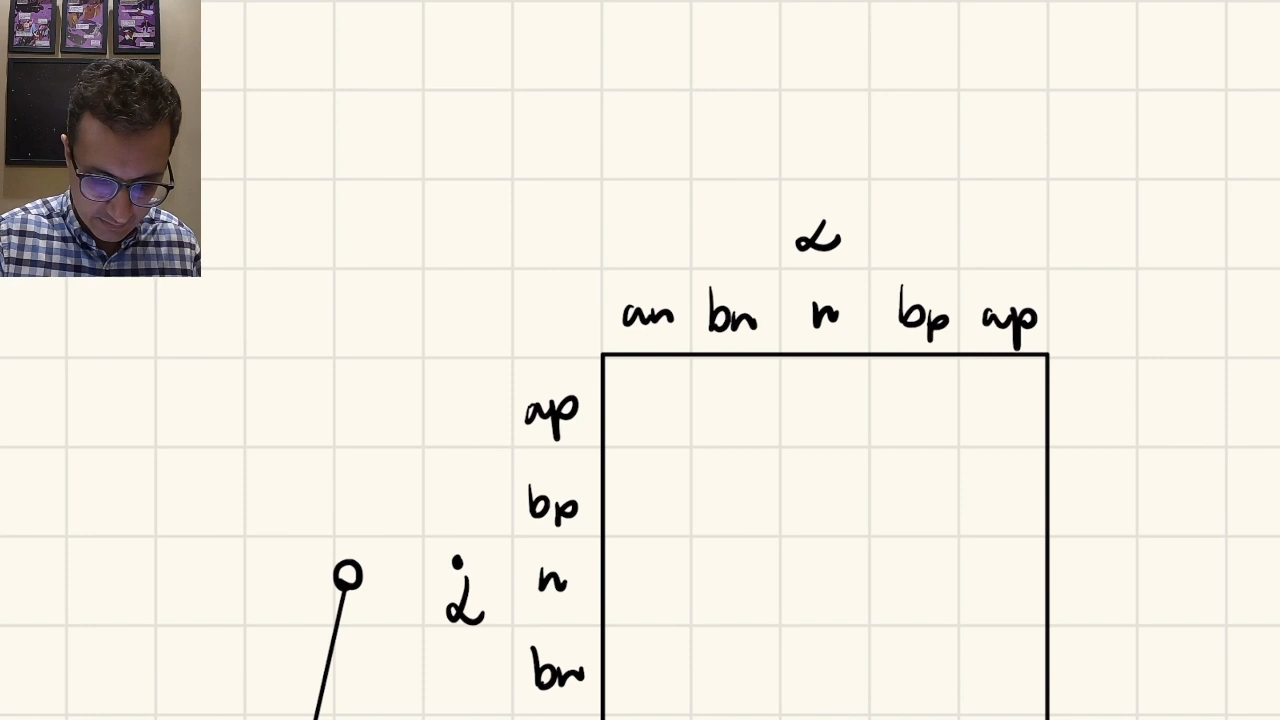 α
an bn n bp ap
ap
bp
α̇ n
bn